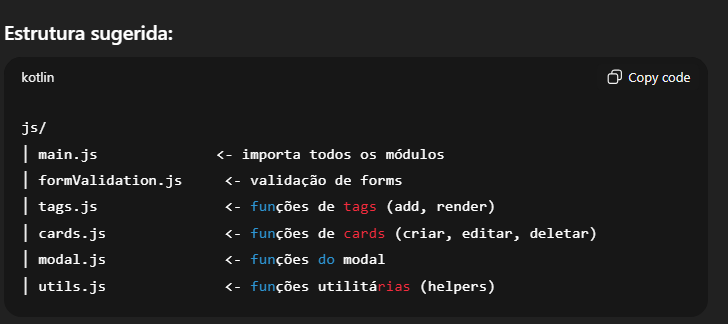 Estrutura sugerida:
kotlin
Copy code
js/
│ main.js <- importa todos os módulos
│ formValidation.js <- validação de forms
│ tags.js <- funções de tags (add, render)
│ cards.js <- funções de cards (criar, editar, deletar)
│ modal.js <- funções do modal
│ utils.js <- funções utilitárias (helpers)